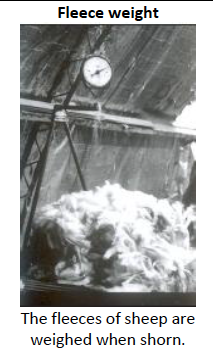 Fleece weight
The fleeces of sheep are
weighed when shorn.